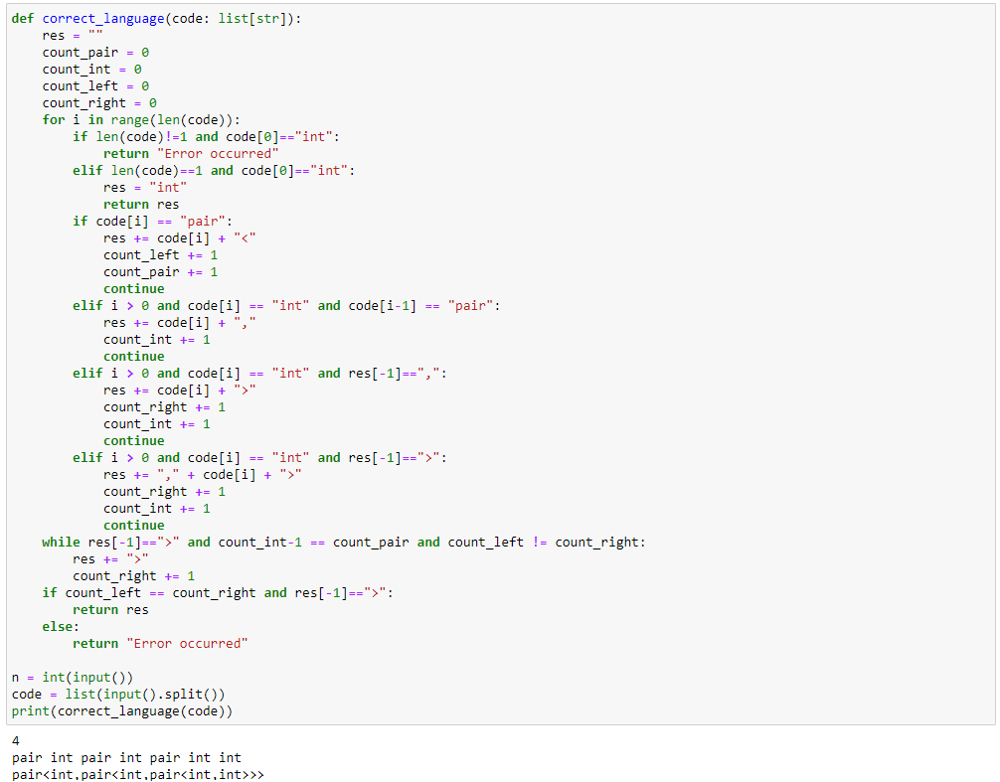 def correct_language(code: list[str]):
    res = ""
    count_pair = 0
    count_int = 0
    count_left = 0
    count_right = 0
    for i in range(len(code)):
        if len(code)!=1 and code[0]=="int":
            return "Error occurred"
        elif len(code)==1 and code[0]=="int":
            res = "int"
            return res
        if code[i] == "pair":
            res += code[i] + "<"
            count_left += 1
            count_pair += 1
            continue
        elif i > 0 and code[i] == "int" and code[i-1] == "pair":
            res += code[i] + ","
            count_int += 1
            continue
        elif i > 0 and code[i] == "int" and res[-1]==",":
            res += code[i] + ">"
            count_right += 1
            count_int += 1
            continue
        elif i > 0 and code[i] == "int" and res[-1]==">":
            res += "," + code[i] + ">"
            count_right += 1
            count_int += 1
            continue
    while res[-1]==">" and count_int-1 == count_pair and count_left != count_right:
        res += ">"
        count_right += 1
    if count_left == count_right and res[-1]==">":
        return res
    else:
        return "Error occurred"
n = int(input())
code = list(input().split())
print(correct_language(code))
4
pair int pair int pair int int
pair<int,pair<int,pair<int,int>>>